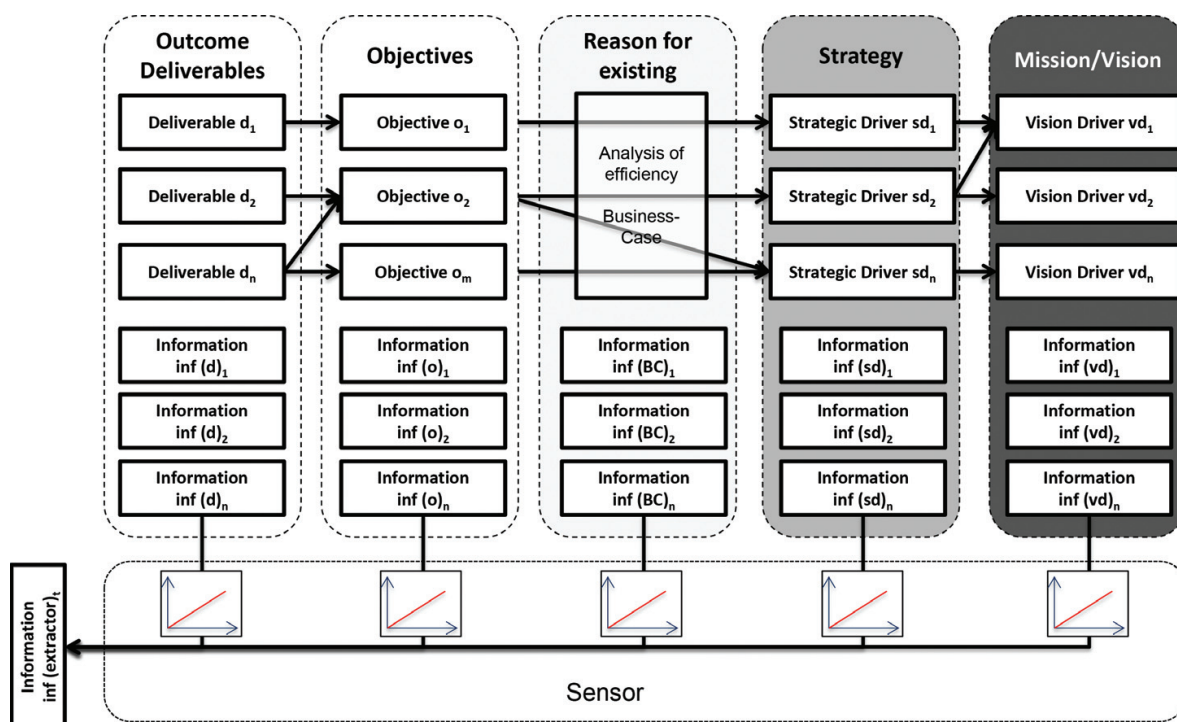 Outcome
Deliverables
Objectives
Reason for
existing
Strategy
Mission/Vision
Deliverable d₁
Objective o₁
Strategic Driver sd₁
Vision Driver vd₁
Analysis of
efficiency
Deliverable d₂
Objective o₂
Strategic Driver sd₂
Vision Driver vd₂
Business-
Case
Deliverable dₙ
Objective oₘ
Strategic Driver sdₙ
Vision Driver vdₙ
Information
inf (d)₁
Information
inf (o)₁
Information
inf (BC)₁
Information
inf (sd)₁
Information
inf (vd)₁
Information
inf (d)₂
Information
inf (o)₂
Information
inf (BC)₂
Information
inf (sd)₂
Information
inf (vd)₂
Information
inf (d)ₙ
Information
inf (o)ₙ
Information
inf (BC)ₙ
Information
inf (sd)ₙ
Information
inf (vd)ₙ
Information
inf (extractor)ₜ
Sensor